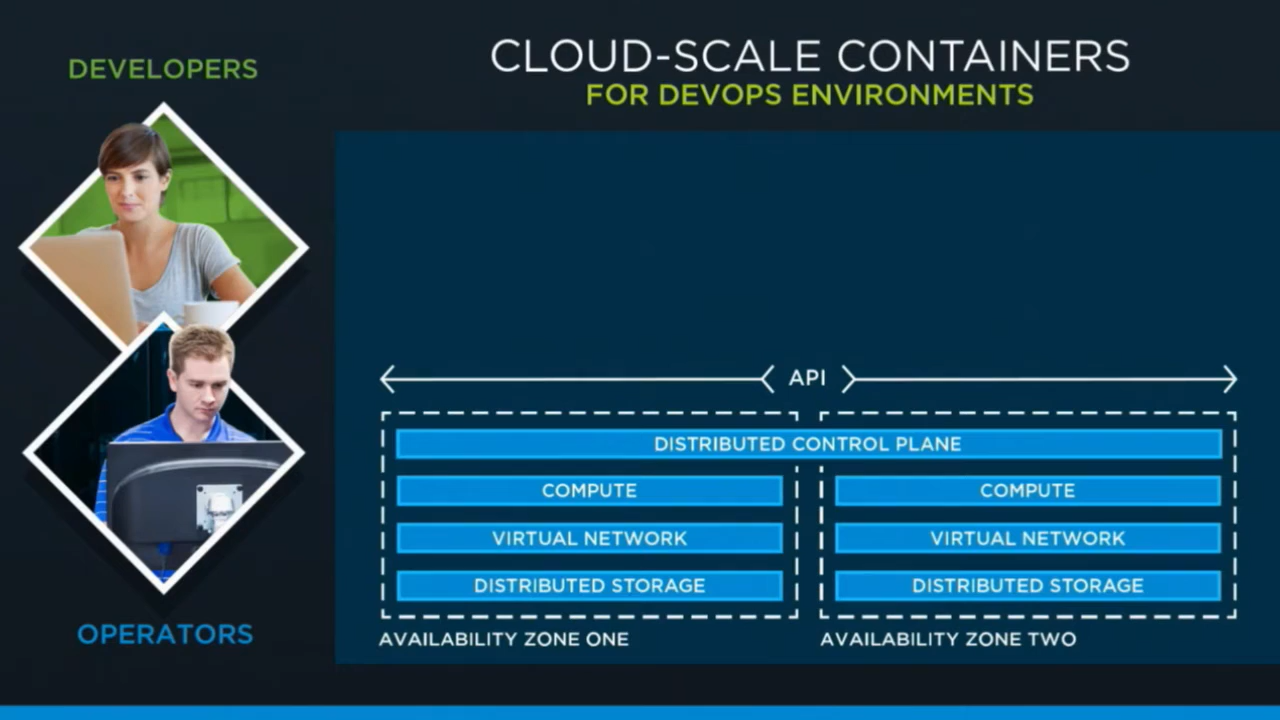 DEVELOPERS
OPERATORS
CLOUD-SCALE CONTAINERS
FOR DEVOPS ENVIRONMENTS
API
DISTRIBUTED CONTROL PLANE
COMPUTE
VIRTUAL NETWORK
DISTRIBUTED STORAGE
AVAILABILITY ZONE ONE
COMPUTE
VIRTUAL NETWORK
DISTRIBUTED STORAGE
AVAILABILITY ZONE TWO